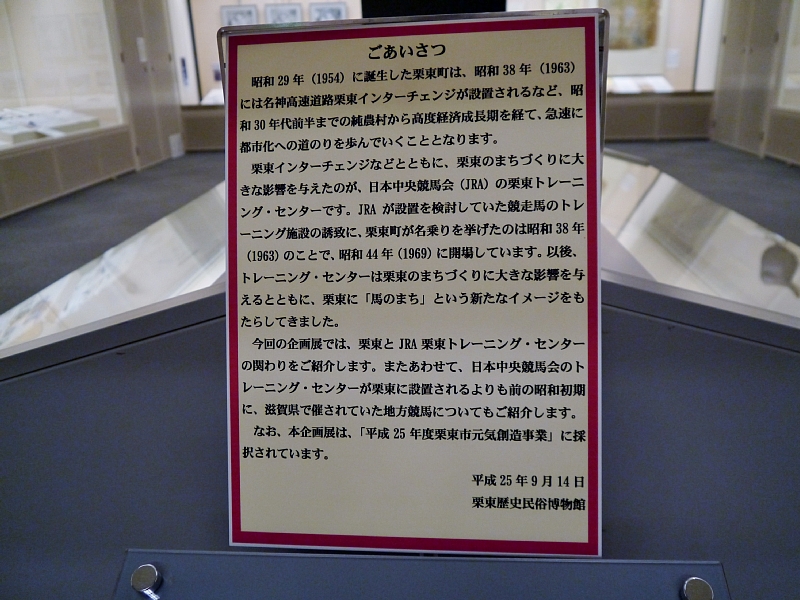 ごあいさつ
昭和29年（1954）に誕生した栗東町は、昭和38年（1963）
には名神高速道路栗東インターチェンジが設置されるなど、昭
和30年代前半までの純農村から高度経済成長期を経て、急速に
都市化への道のりを歩んでいくこととなります。
栗東インターチェンジなどとともに、栗東のまちづくりに大
きな影響を与えたのが、日本中央競馬会（JRA）の栗東トレーニ
ング・センターです。JRAが設置を検討していた競走馬のトレ
ーニング施設の誘致に、栗東町が名乗りを挙げたのは昭和38年
（1963）のことで、昭和44年（1969）に開場しています。以後、
トレーニング・センターは栗東のまちづくりに大きな影響を与
えるとともに、栗東に「馬のまち」という新たなイメージをも
たらしてきました。
今回の企画展では、栗東とJRA栗東トレーニング・センター
の関わりをご紹介します。またあわせて、日本中央競馬会のト
レーニング・センターが栗東に設置されるよりも前の昭和初期
に、滋賀県で催されていた地方競馬についてもご紹介します。
なお、本企画展は、「平成25年度栗東市元気創造事業」に採
択されています。
平成25年9月14日
栗東歴史民俗博物館